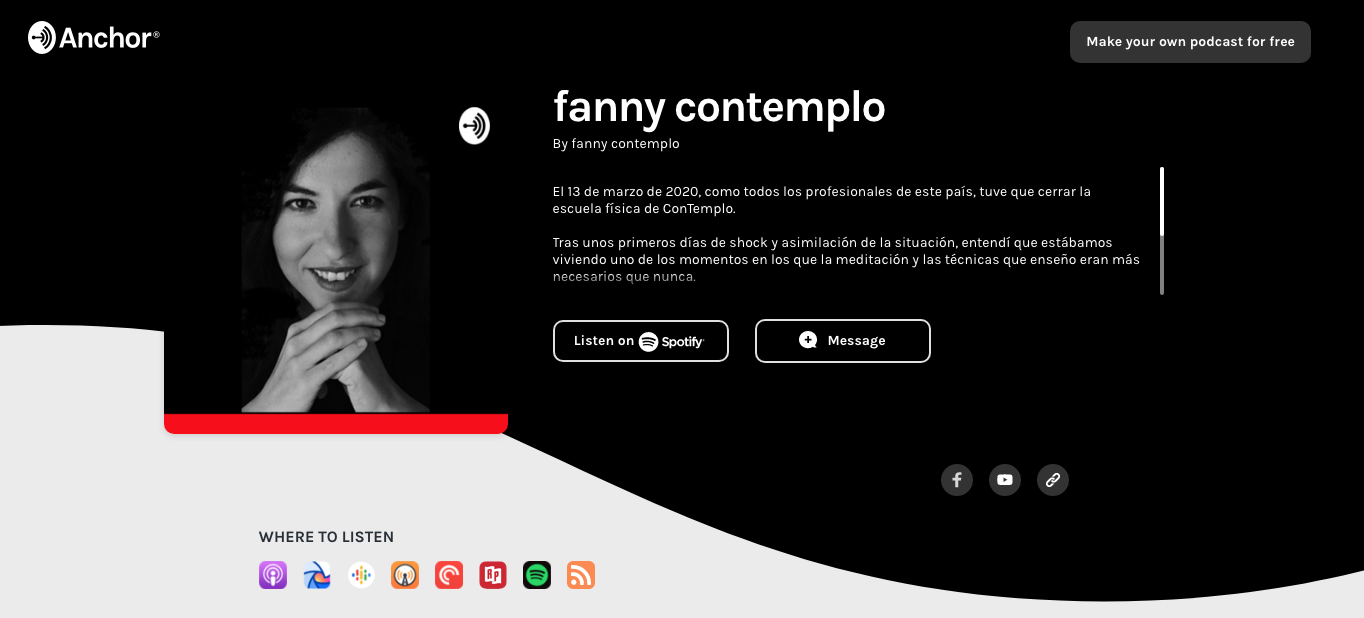 Anchor®
Make your own podcast for free
fanny contemplo
By fanny contemplo
El 13 de marzo de 2020, como todos los profesionales de este país, tuve que cerrar la
escuela física de ConTemplo.
Tras unos primeros días de shock y asimilación de la situación, entendí que estábamos
viviendo uno de los momentos en los que la meditación y las técnicas que enseño eran más
necesarios que nunca.
Listen on Spotify
Message
WHERE TO LISTEN